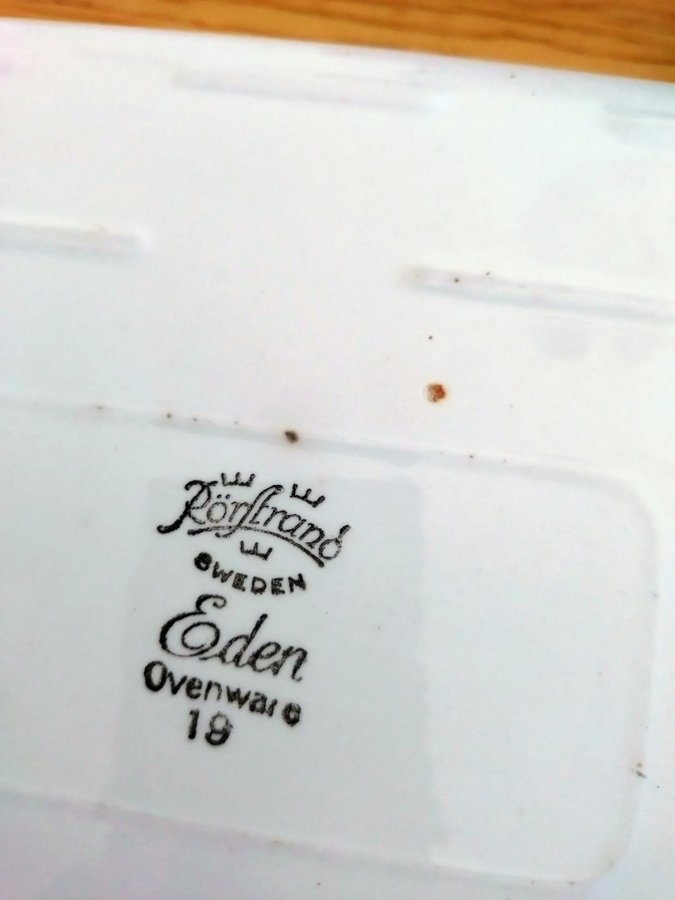 Rörstrand
SWEDEN
Eden
Ovenware
19